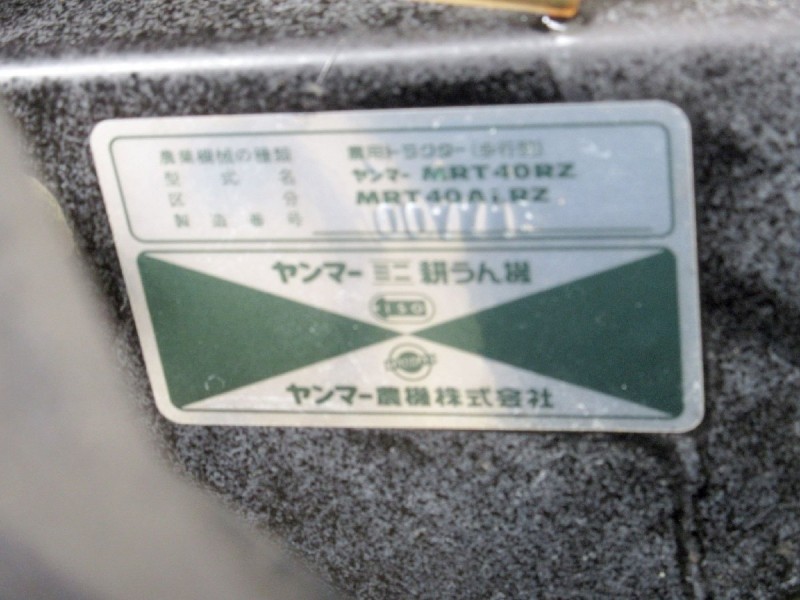 農業機械の種類 農用トラクター(歩行型)
型式名 ヤンマー MRT40RZ
区分 MRT40AiRZ
製造番号
ヤンマー ミニ 耕うん機
ヤンマー農機株式会社